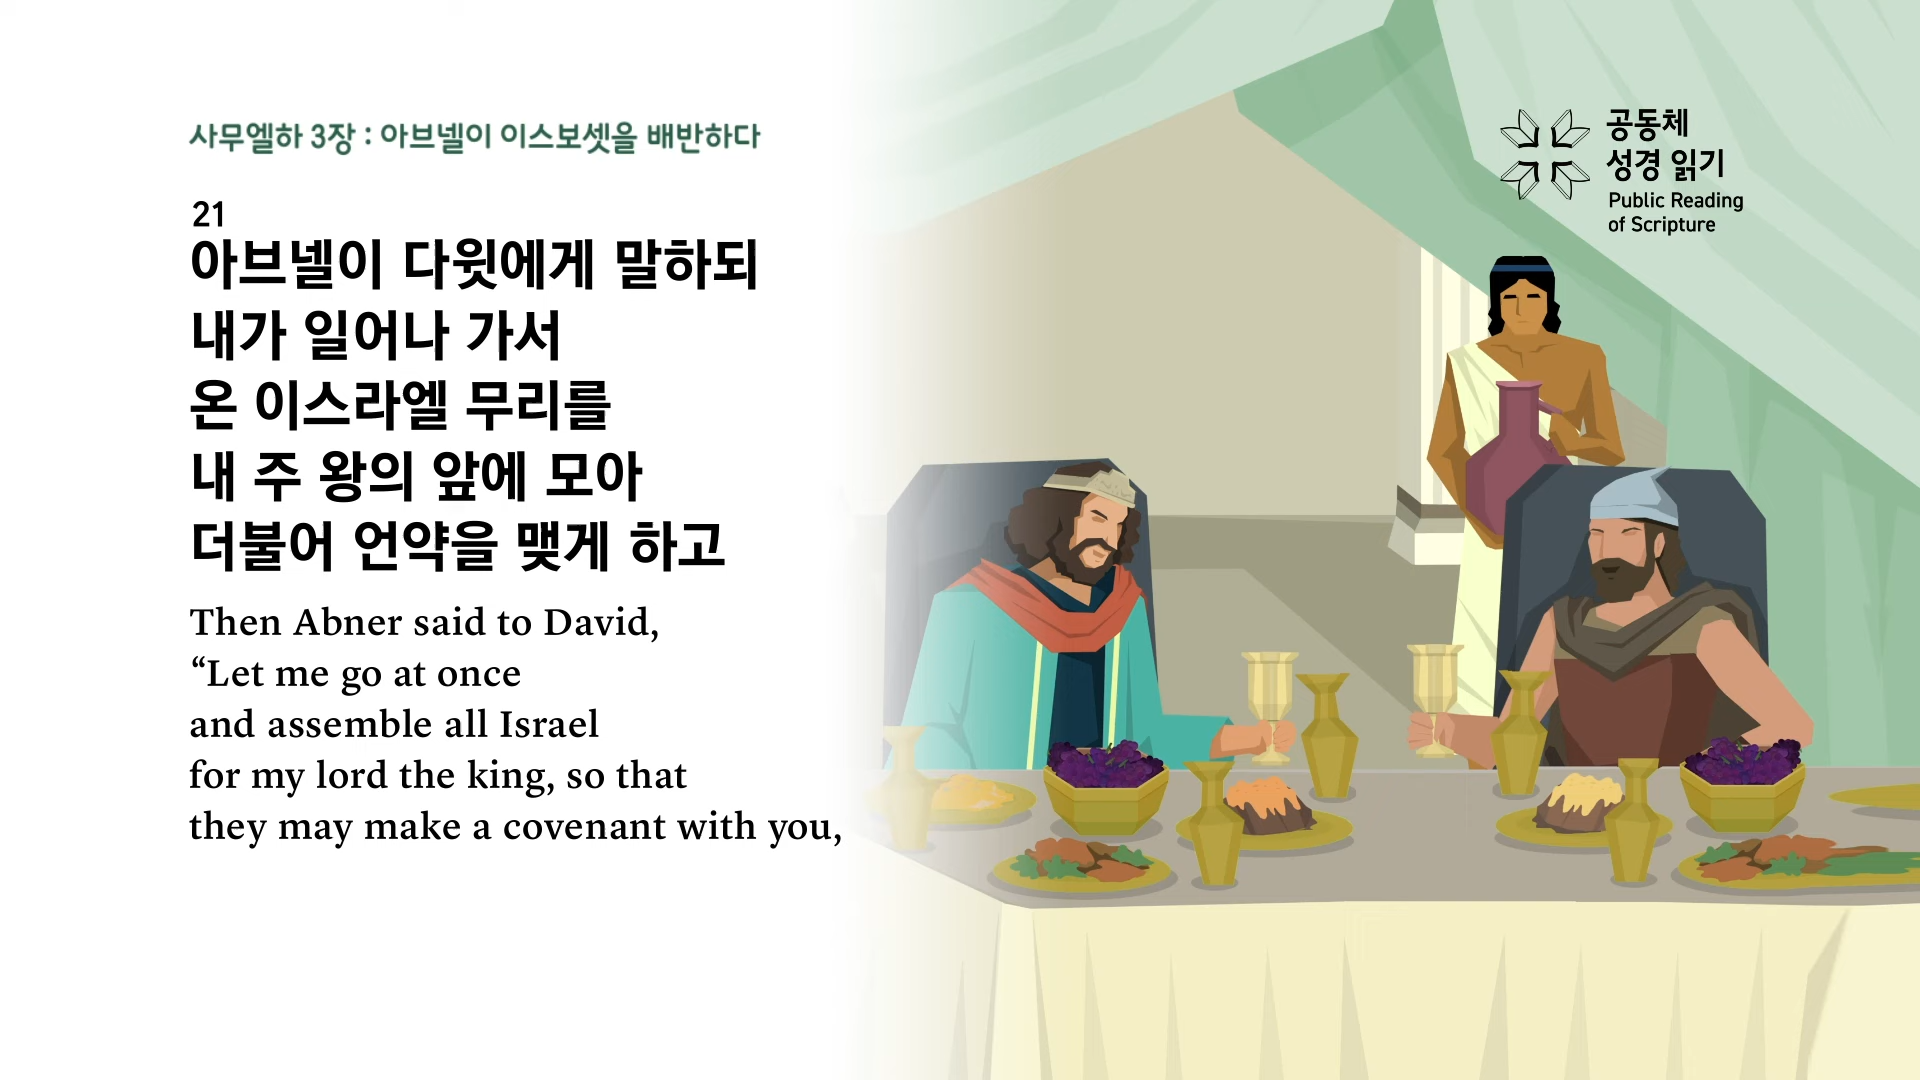 사무엘하 3장 : 아브넬이 이스보셋을 배반하다
21
아브넬이 다윗에게 말하되
내가 일어나 가서
온 이스라엘 무리를
내 주 왕의 앞에 모아
더불어 언약을 맺게 하고
Then Abner said to David,
“Let me go at once
and assemble all Israel
for my lord the king, so that
they may make a covenant with you,
공동체
성경 읽기
Public Reading
of Scripture